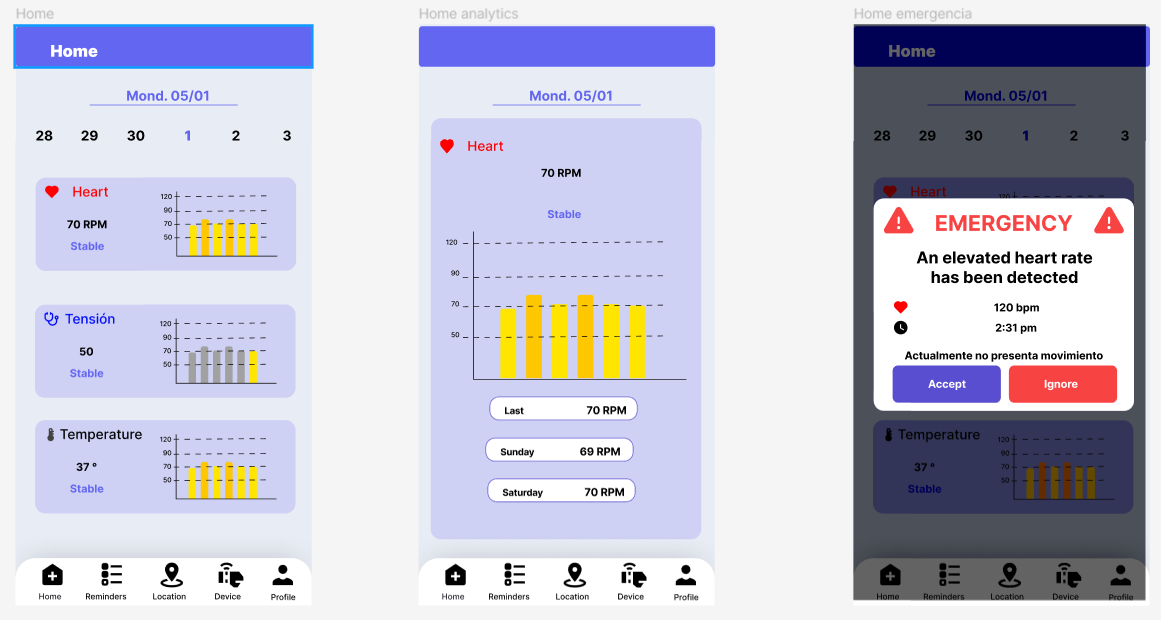 Home
Home
Mond. 05/01
28 29 30 1 2 3
Heart
70 RPM
Stable
120
90
70
50
Tensión
50
Stable
120
90
70
50
Temperature
37 º
Stable
120
90
70
50
Home Reminders Location Device Profile
Home analytics
Mond. 05/01
Heart
70 RPM
Stable
120
90
70
50
Last 70 RPM
Sunday 69 RPM
Saturday 70 RPM
Home Reminders Location Device Profile
Home emergencia
Home
Mond. 05/01
28 29 30 1 2 3
Heart
120
EMERGENCY
An elevated heart rate
has been detected
120 bpm
2:31 pm
Actualmente no presenta movimiento
Accept Ignore
Temperature
37 º
Stable
120
90
70
50
Home Reminders Location Device Profile